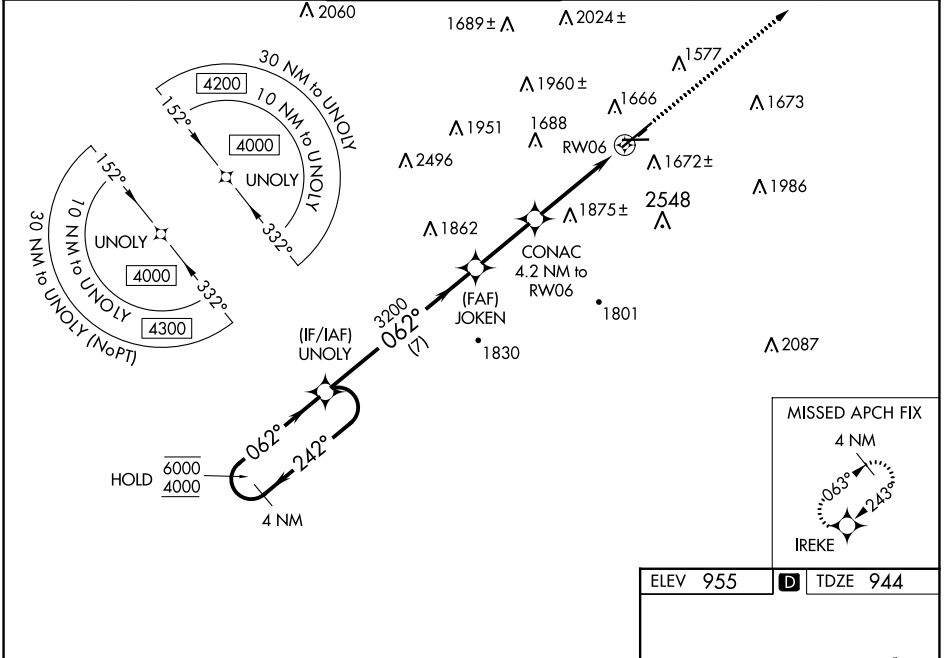 2060
1689±
2024±
1577
1960±
1666
1673
1951
1688
RW06
2496
1672±
1986
2548
1875±
1862
30 NM to UNOLY
4200
10 NM to UNOLY
152°
4000
UNOLY
332°
152°
UNOLY
10 NM to UNOLY
4000
332°
30 NM to UNOLY (NoPT)
4300
CONAC
4.2 NM to
RW06
(FAF)
JOKEN
1801
3200
062°
(7)
1830
2087
(IF/IAF)
UNOLY
062°
242°
HOLD
6000
4000
4 NM
MISSED APCH FIX
4 NM
063°
243°
IREKE
ELEV 955
D
TDZE 944